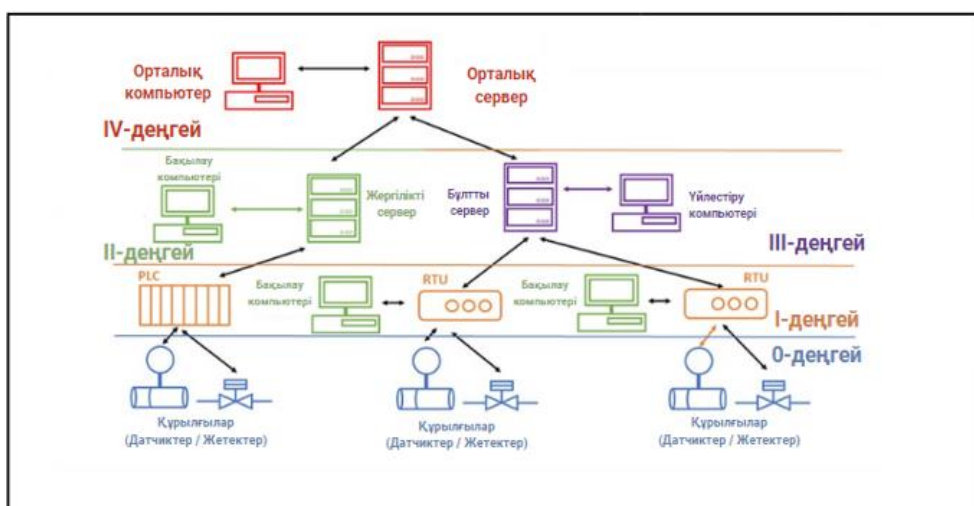 Орталық
компьютер
Орталық
сервер
IV-деңгей
Бақылау
компьютері
Жергілікті
сервер
Бұлтты
сервер
Үйлестіру
компьютері
II-деңгей
III-деңгей
PLC
Бақылау
компьютері
RTU
Бақылау
компьютері
RTU
I-деңгей
0-деңгей
Құрылғылар
(Датчиктер / Жетектер)
Құрылғылар
(Датчиктер / Жетектер)
Құрылғылар
(Датчиктер / Жетектер)